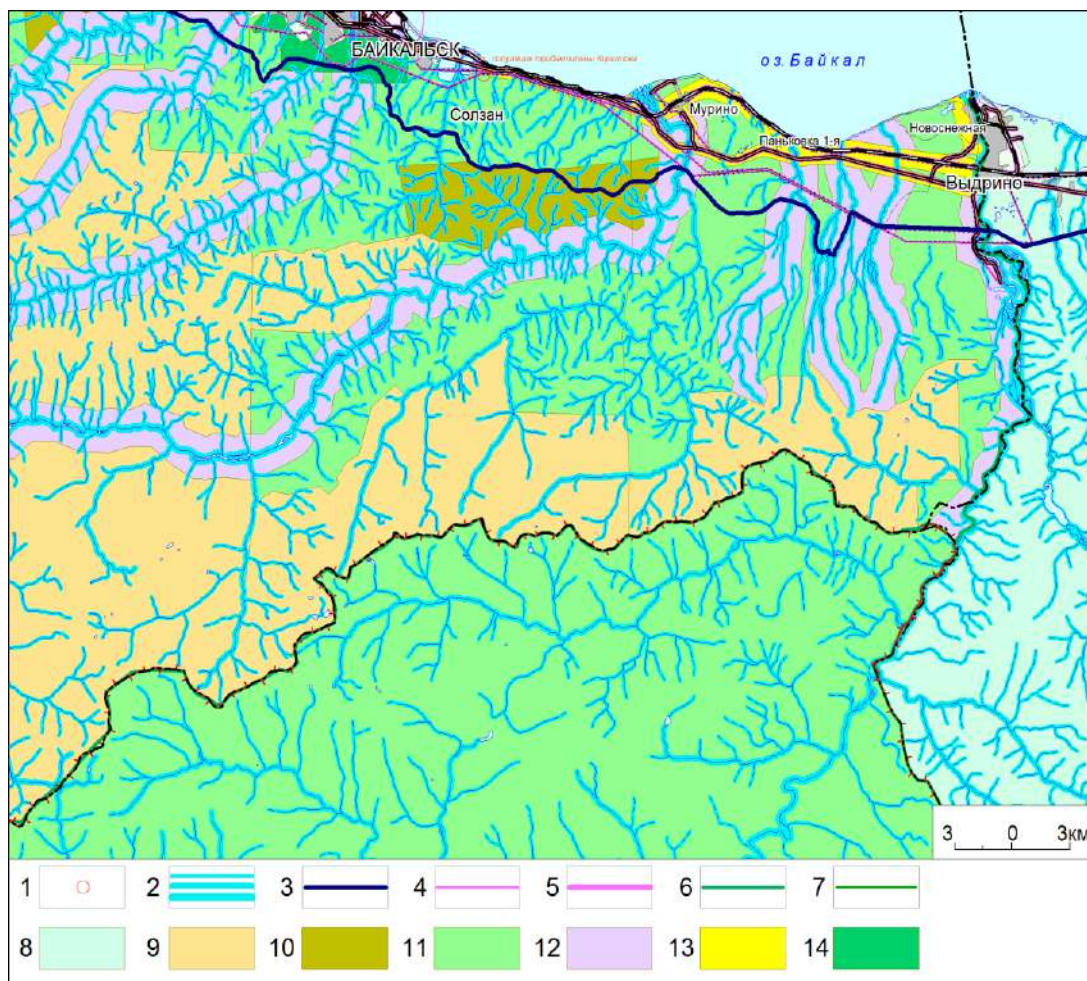 БАЙКАЛЬСК
оз. Байкал
Солзан
Мурино
Новоснежная
Паньковка 1-я
Выдрино
3 0 3км
1 2 3 4 5 6 7
8 9 10 11 12 13 14